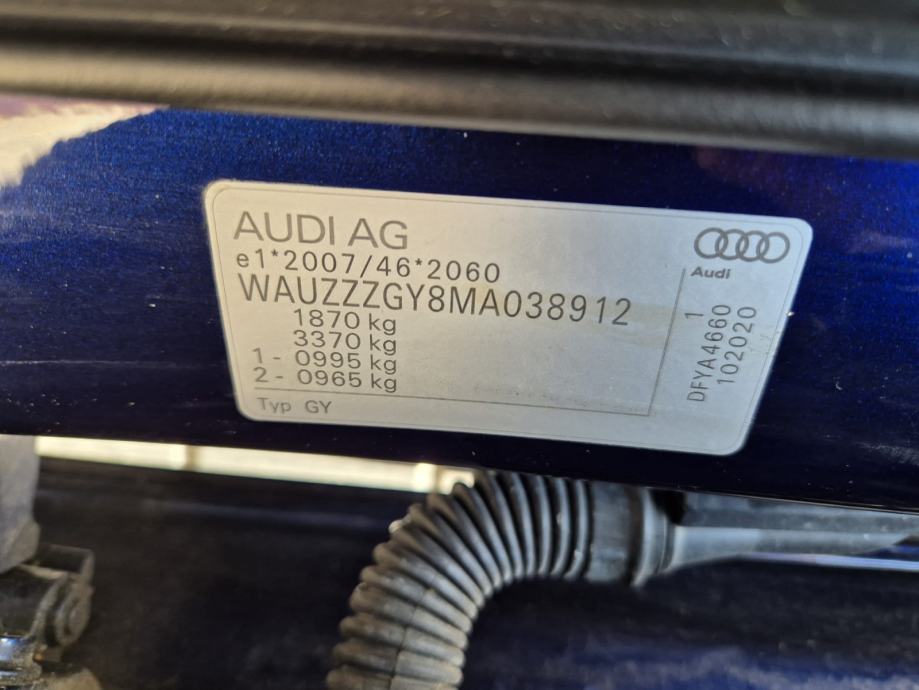 AUDI AG
e1*2007/46*2060
WAUZZZGY8MA038912
1870 kg
3370 kg
1 - 0995 kg
2 - 0965 kg
Typ GY
Audi
DFYA4660 1
102020